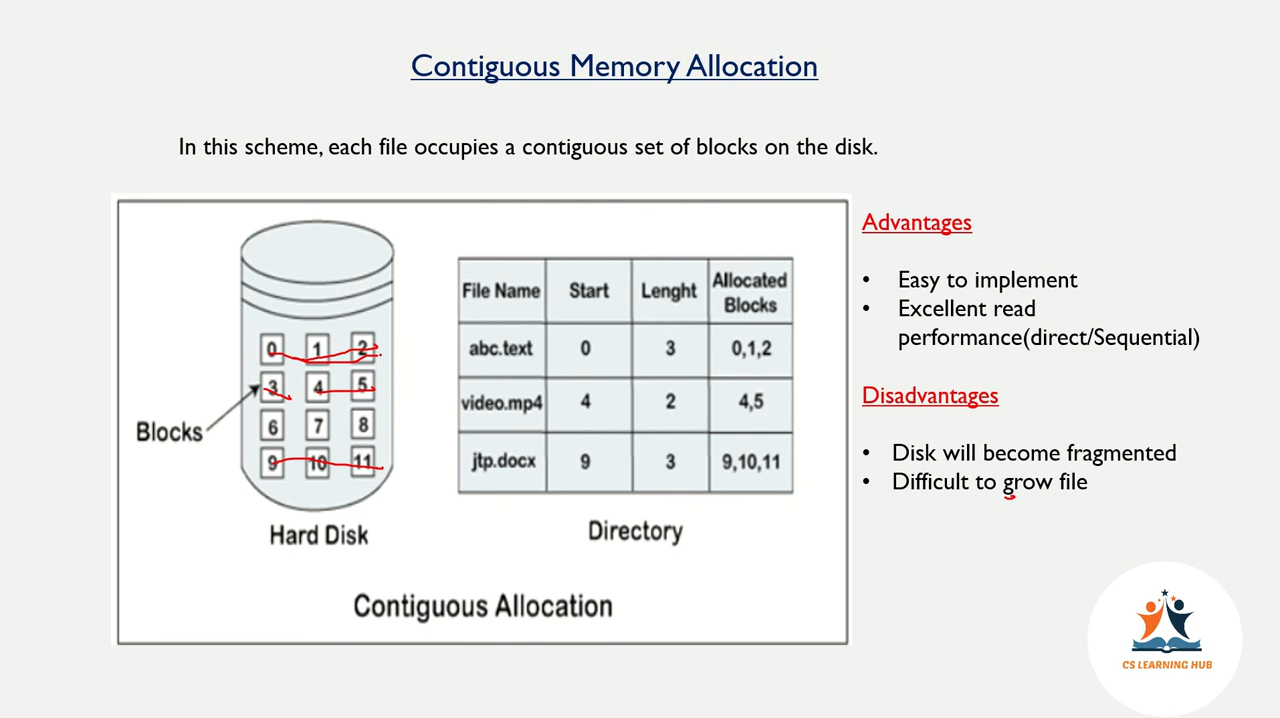 Contiguous Memory Allocation
In this scheme, each file occupies a contiguous set of blocks on the disk.
0 1 2
3 4 5
6 7 8
9 10 11
Blocks
Hard Disk
File Name Start Lenght Allocated Blocks
abc.text 0 3 0,1,2
video.mp4 4 2 4,5
jtp.docx 9 3 9,10,11
Directory
Contiguous Allocation
Advantages
• Easy to implement
• Excellent read
performance(direct/Sequential)
Disadvantages
• Disk will become fragmented
• Difficult to grow file
CS LEARNING HUB